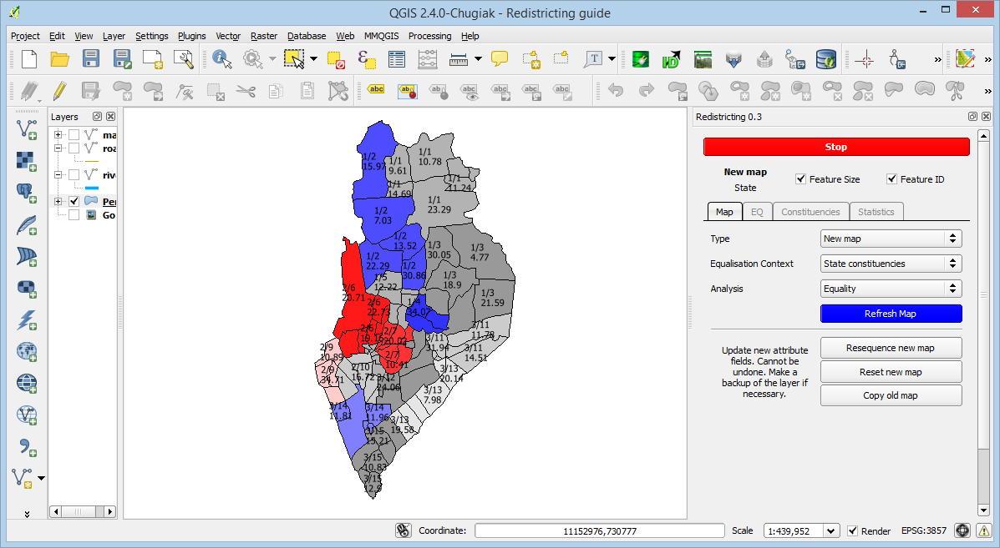 QGIS 2.4.0-Chugiak - Redistricting guide
Project Edit View Layer Settings Plugins Vector Raster Database Web MMQGIS Processing Help
Layers
ma
roa
rive
Per
Go
1/2
15.97
1/1
9.61
1/1
10.78
1/1
14.69
1/1
11.24
1/1
23.29
1/2
7.03
1/2
13.52
1/2
22.29
1/2
30.86
1/3
30.05
1/3
4.77
1/3
18.9
1/3
21.59
1/5
12.22
2/6
20.71
2/6
22.73
1/4
34.07
2/6
19.16
2/7
20.02
2/7
10.41
3/11
11.78
3/11
31.94
3/11
14.51
2/9
10.89
2/9
34.71
2/10
16.72
3/12
24.06
3/13
20.14
3/13
7.98
3/14
11.81
3/14
11.96
3/13
19.58
3/15
15.21
3/15
10.83
3/15
12.9
Redistricting 0.3
Stop
New map
State
Feature Size
Feature ID
Map EQ Constituencies Statistics
Type New map
Equalisation Context State constituencies
Analysis Equality
Refresh Map
Update new attribute
fields. Cannot be
undone. Make a
backup of the layer if
necessary.
Resequence new map
Reset new map
Copy old map
Coordinate: 11152976,730777 Scale 1:439,952 Render EPSG:3857